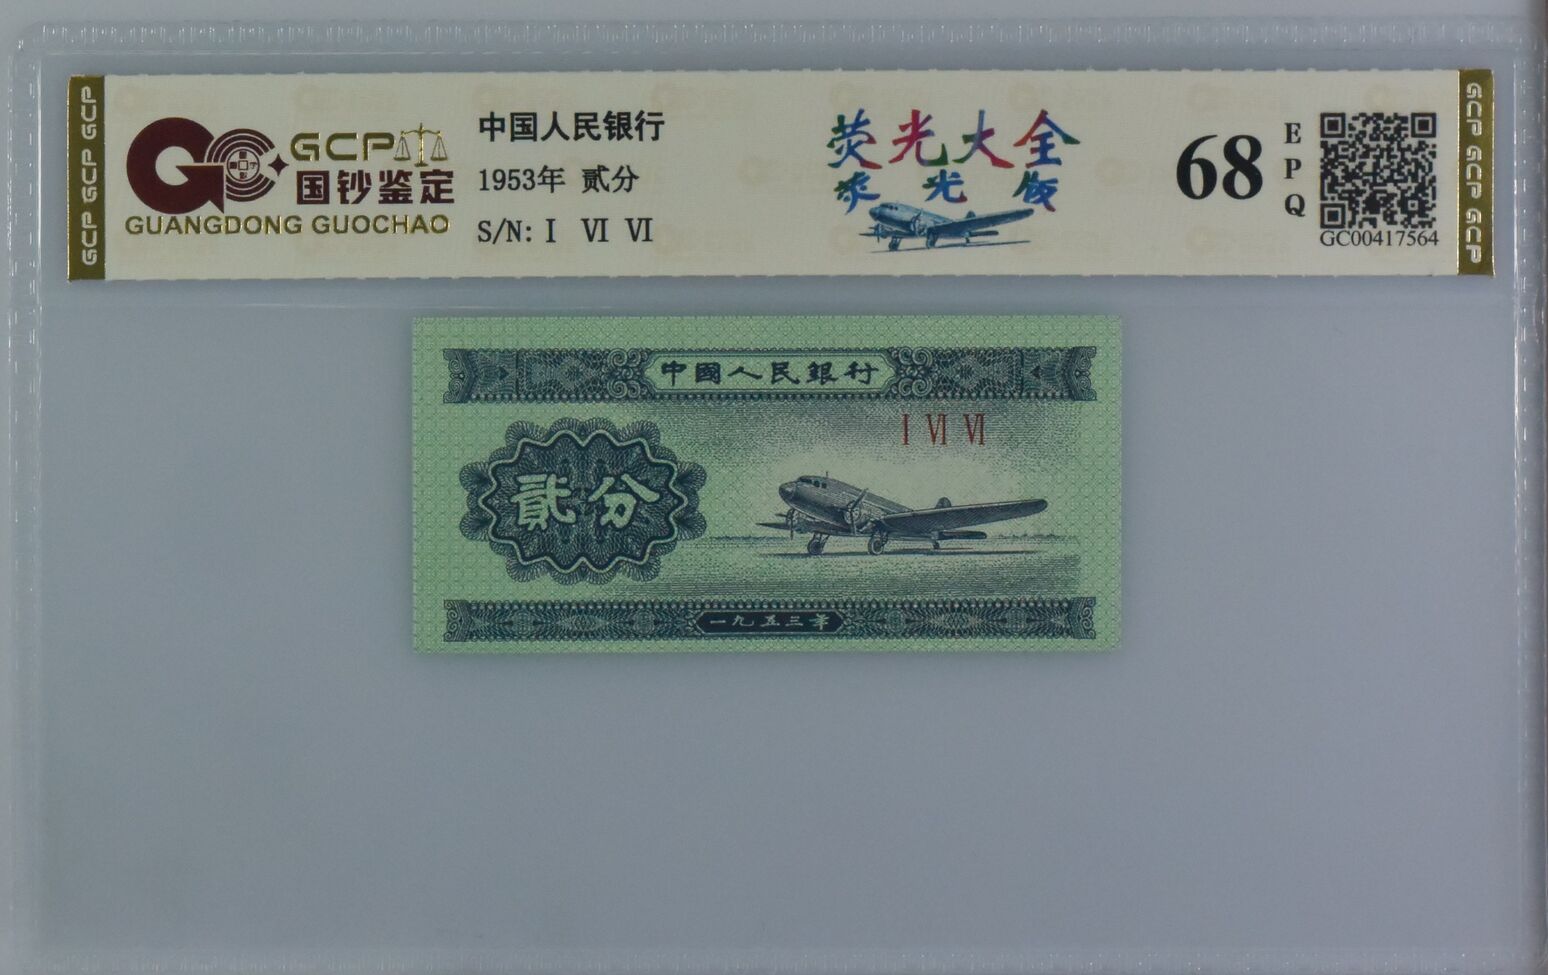 GCP GCP GCP
GCP
国钞鉴定
GUANGDONG GUOCHAO
中国人民银行
1953年 贰分
S/N: Ⅰ Ⅵ Ⅵ
荧光大全
光 版
68
EPQ
GC00417564
GCP GCP GCP
中國人民銀行
Ⅰ Ⅵ Ⅵ
貳分
一九五三年